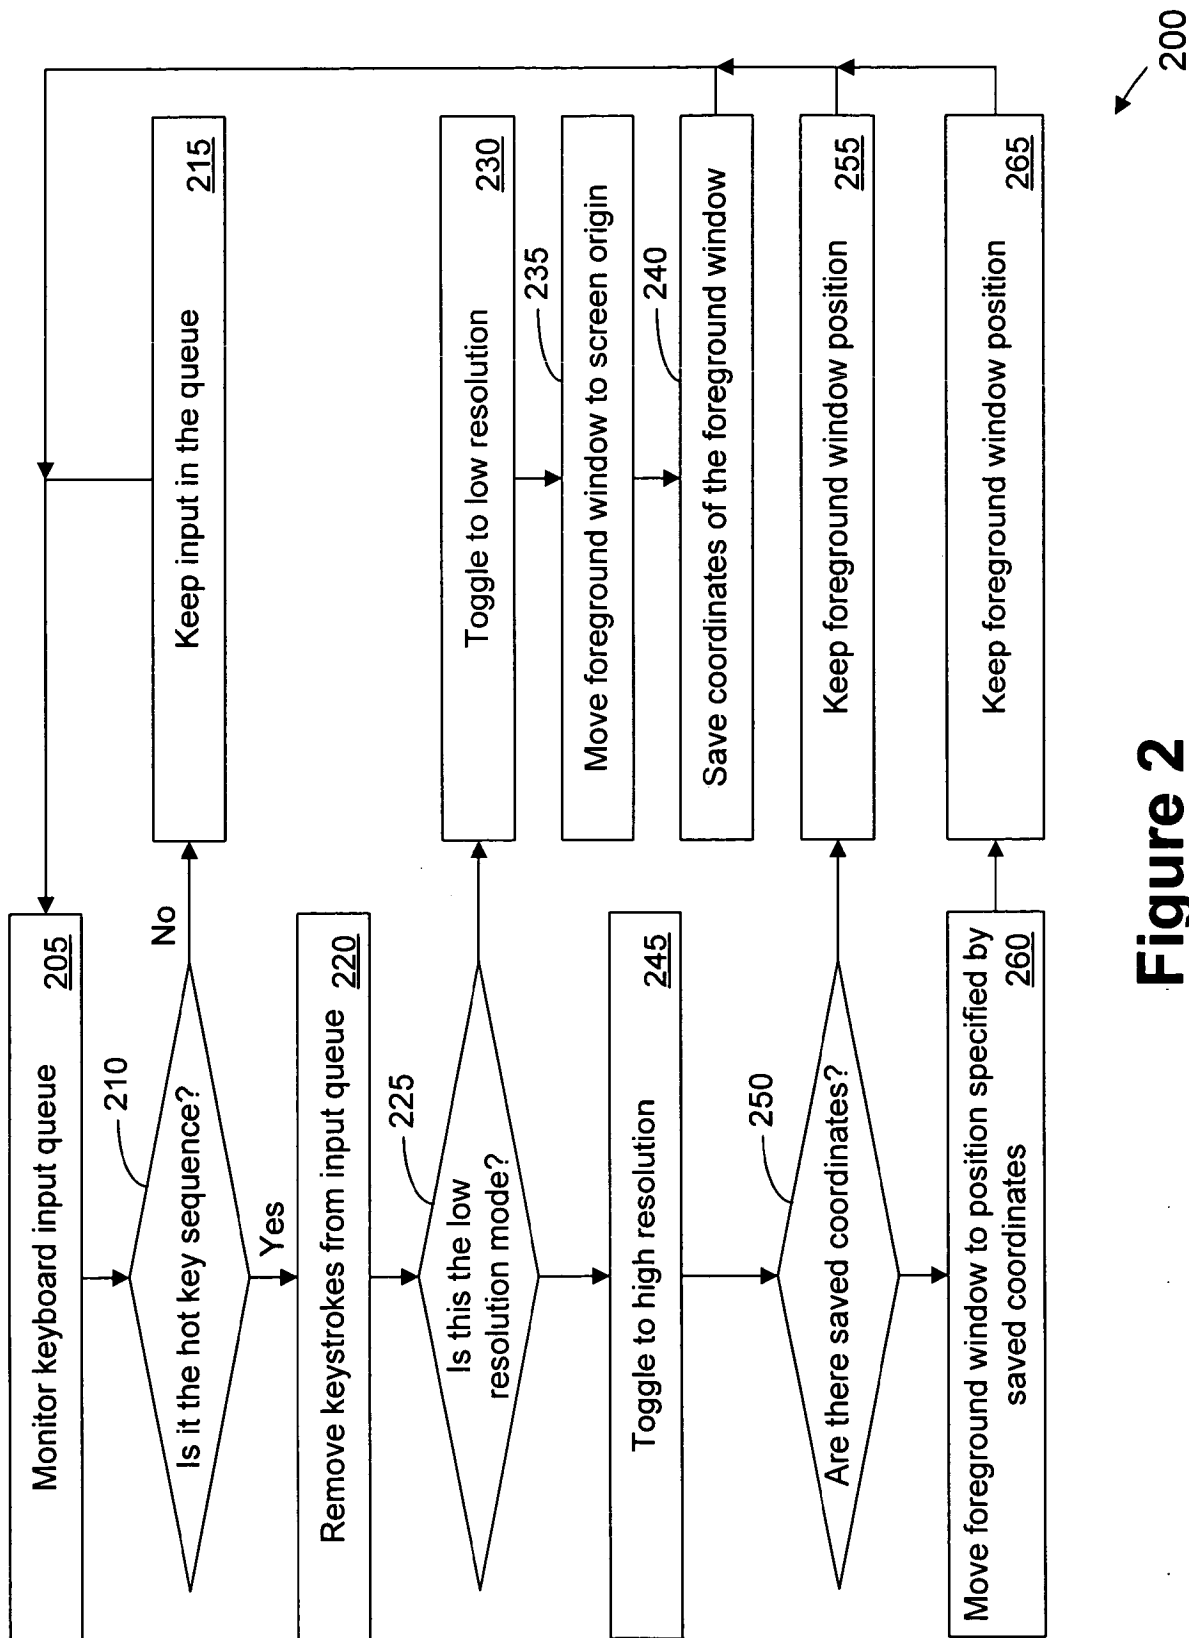 Monitor keyboard input queue
205
210
Is it the hot key sequence?
No
Keep input in the queue
215
Yes
Remove keystrokes from input queue
220
225
Is this the low
resolution mode?
Toggle to low resolution
230
235
Move foreground window to screen origin
240
Save coordinates of the foreground window
Toggle to high resolution
245
250
Are there saved coordinates?
Keep foreground window position
255
Move foreground window to position specified by
saved coordinates
260
Keep foreground window position
265
200
Figure 2